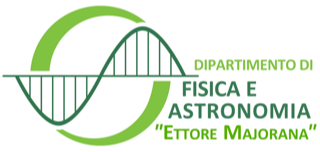 DIPARTIMENTO DI
FISICA E
ASTRONOMIA
"ETTORE MAJORANA"